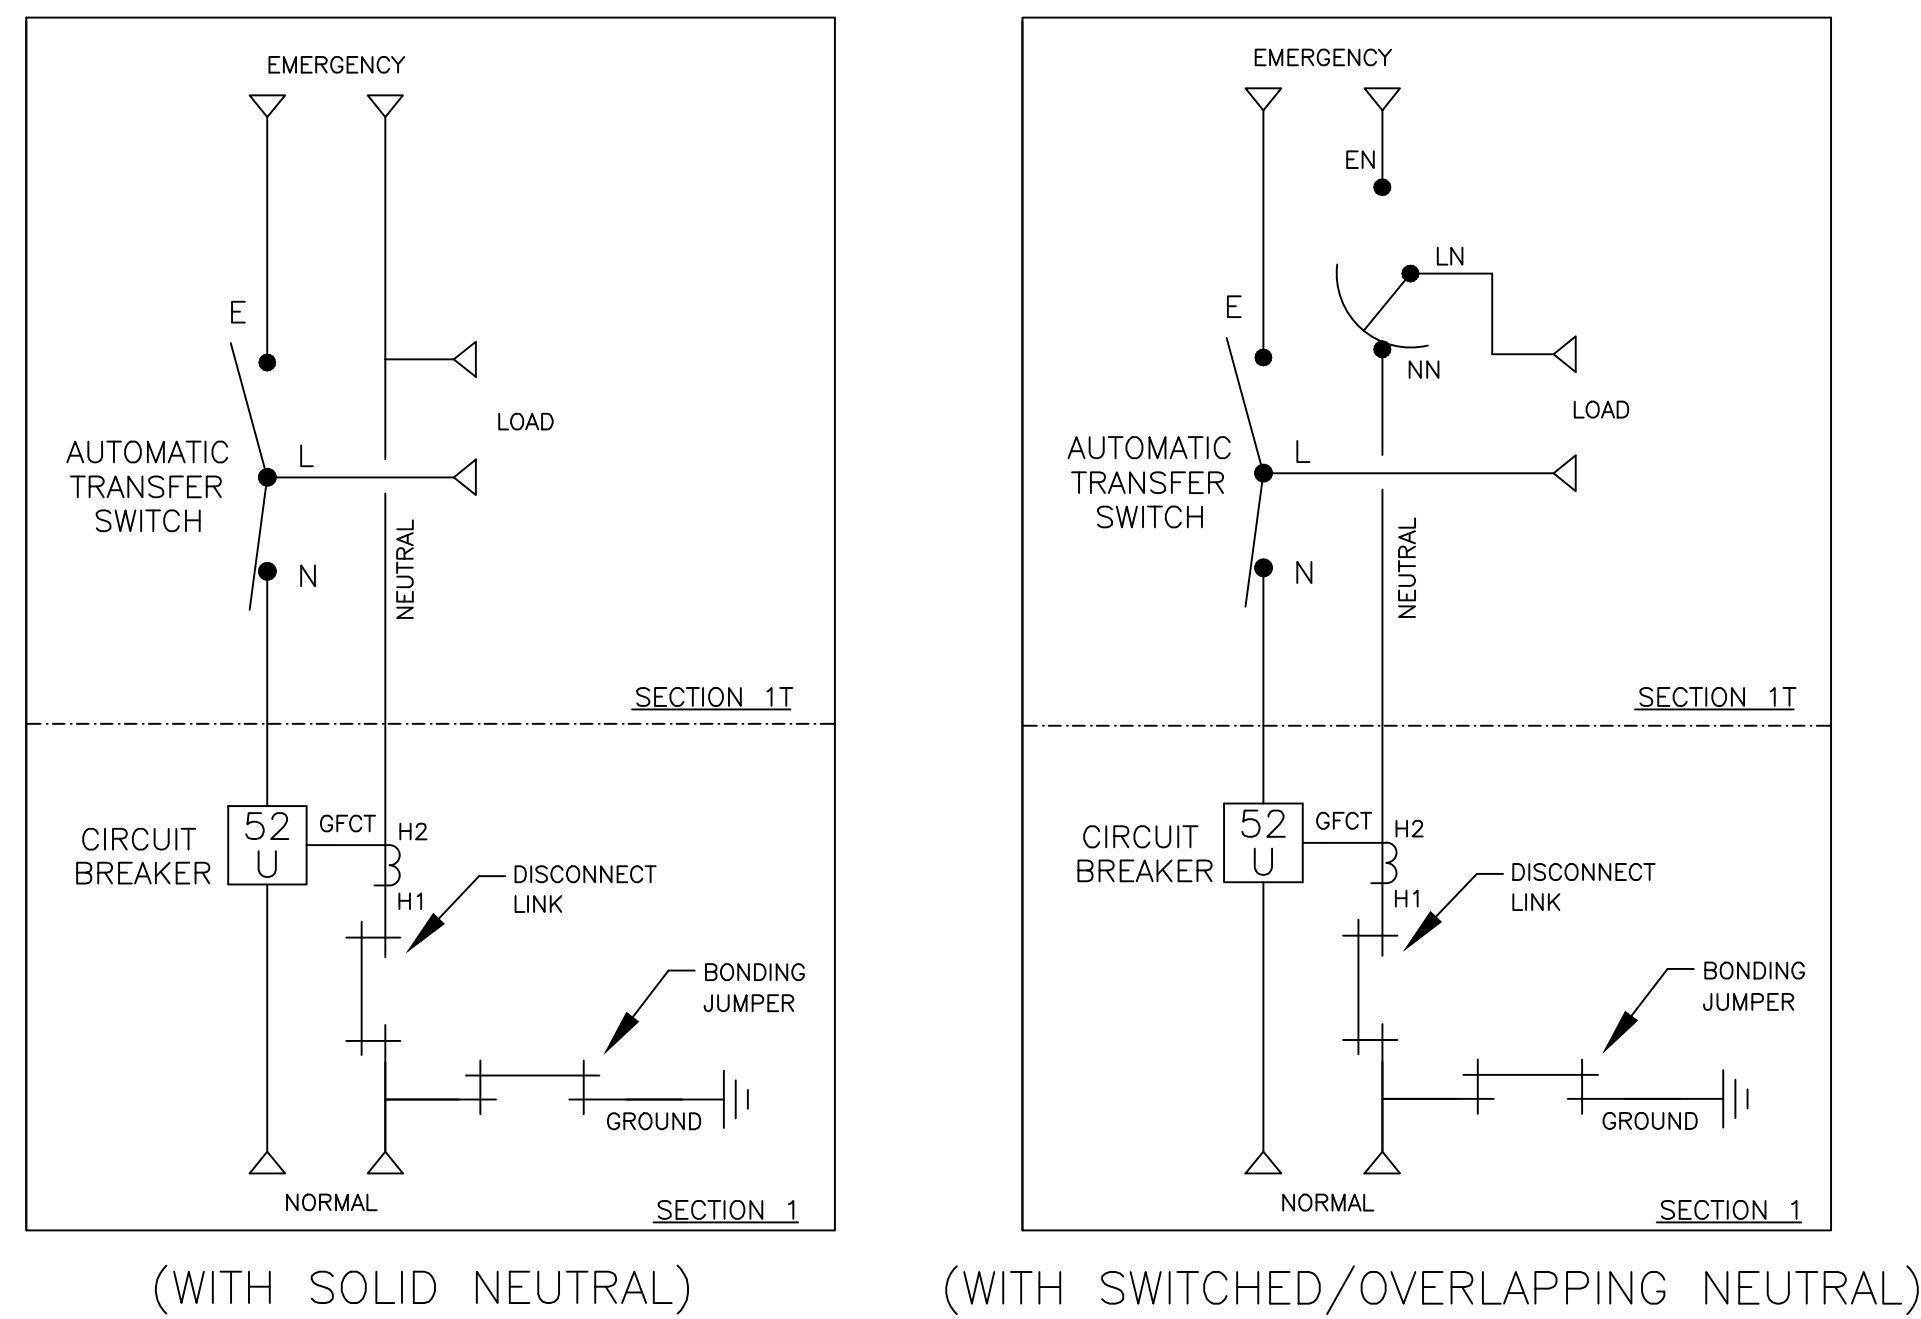 EMERGENCY
E
LOAD
L
AUTOMATIC
TRANSFER
SWITCH
N
NEUTRAL
SECTION 1T
52
U
GFCT
H2
CIRCUIT
BREAKER
H1
DISCONNECT
LINK
BONDING
JUMPER
GROUND
NORMAL
SECTION 1
(WITH SOLID NEUTRAL)
EMERGENCY
EN
LN
E
NN
LOAD
L
AUTOMATIC
TRANSFER
SWITCH
N
NEUTRAL
SECTION 1T
52
U
GFCT
H2
CIRCUIT
BREAKER
H1
DISCONNECT
LINK
BONDING
JUMPER
GROUND
NORMAL
SECTION 1
(WITH SWITCHED/OVERLAPPING NEUTRAL)